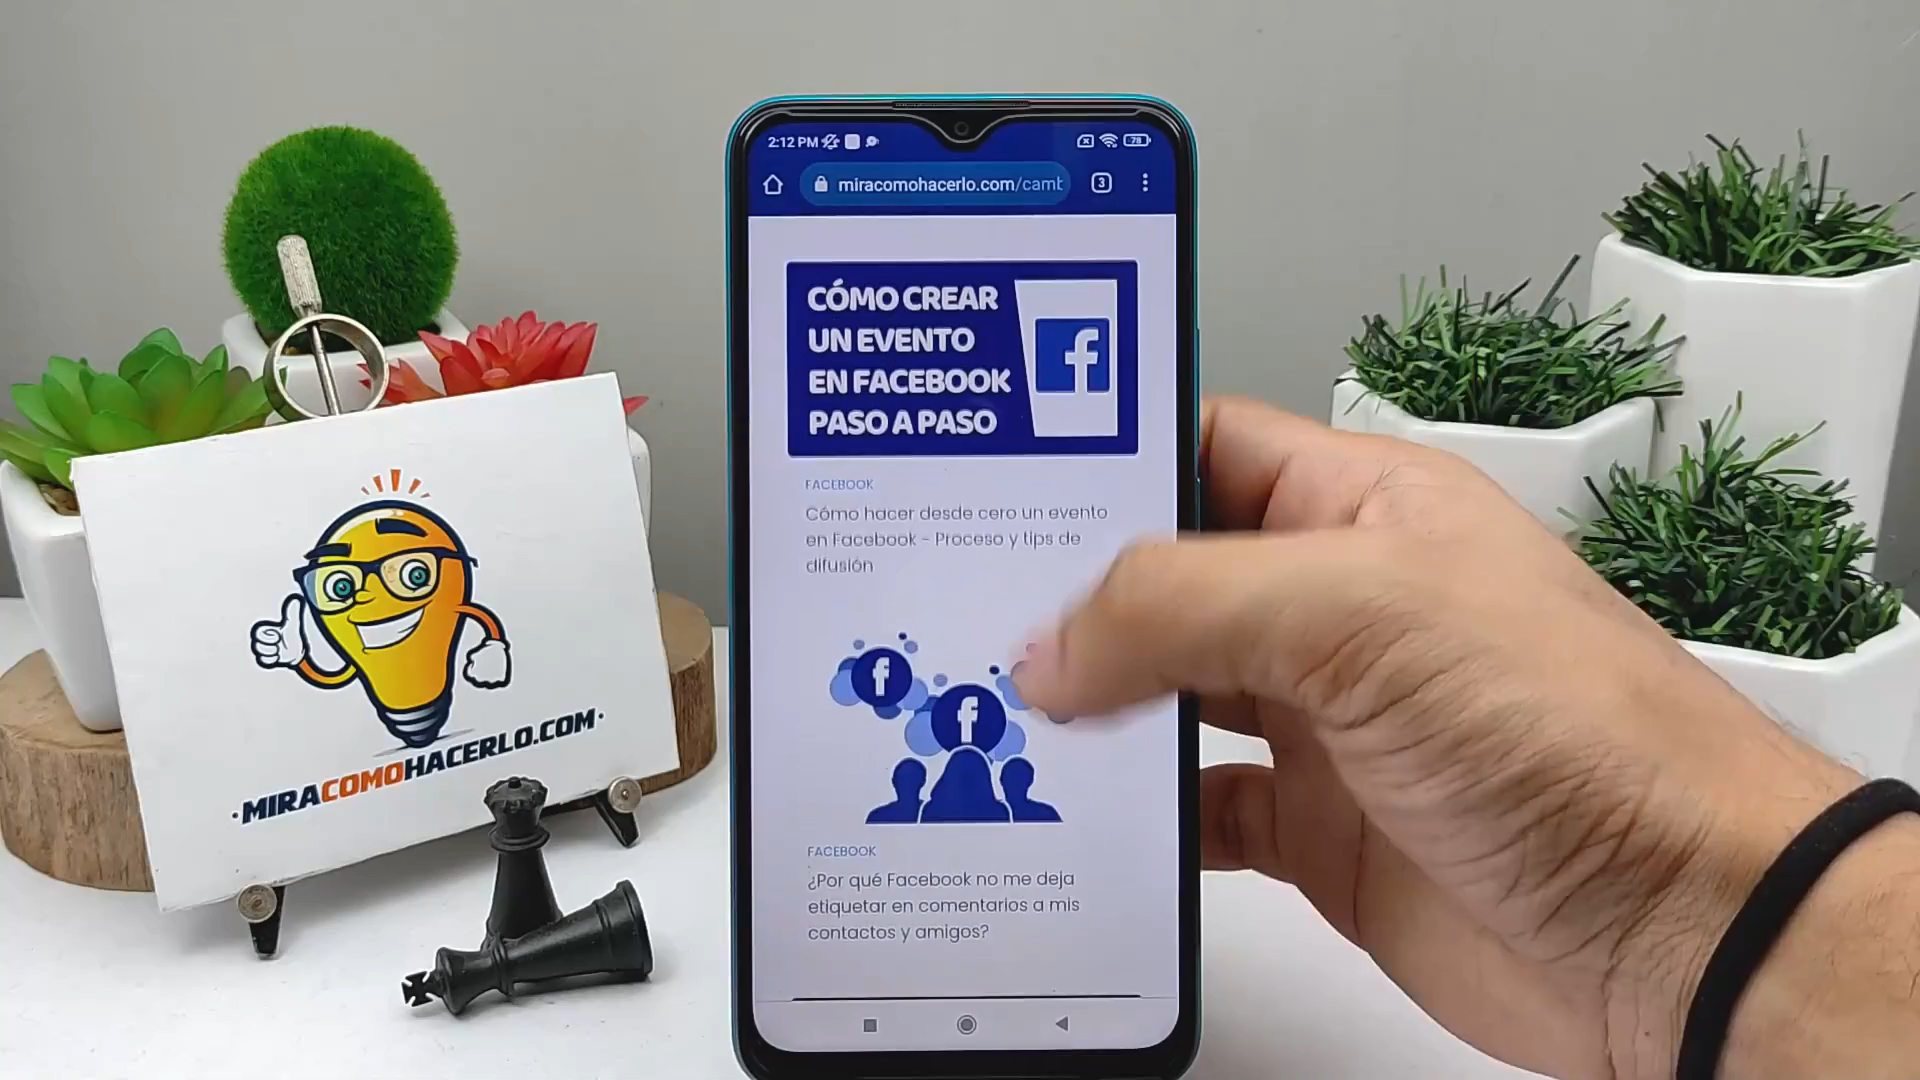 MIRACOMOHACERLO.COM
2:12 PM
78
miracomohacerlo.com/camb
3
CÓMO CREAR
UN EVENTO
EN FACEBOOK
PASO A PASO
f
FACEBOOK
Cómo hacer desde cero un evento
en Facebook - Proceso y tips de
difusión
f
f
FACEBOOK
¿Por qué Facebook no me deja
etiquetar en comentarios a mis
contactos y amigos?